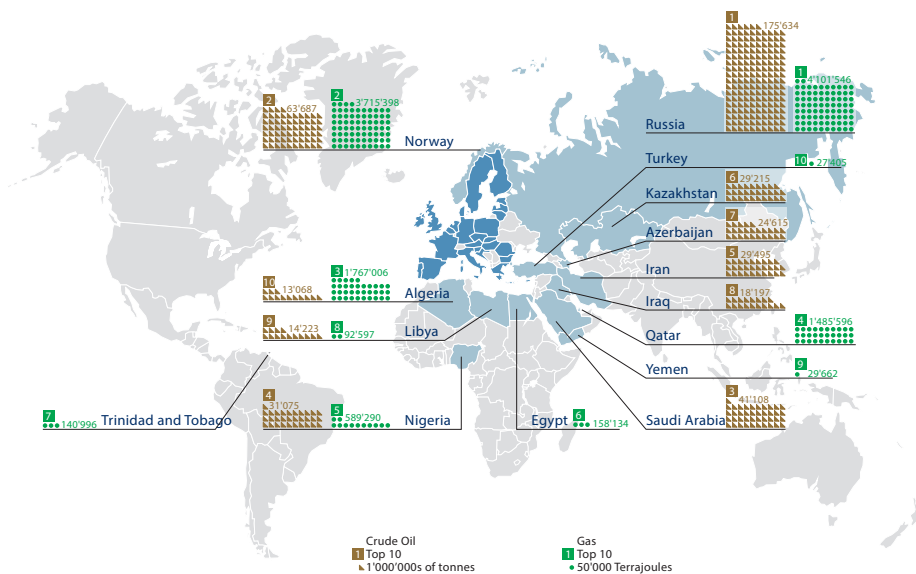 1
175'634
1
4'101'546
Russia
2
63'687
2
3'715'398
Norway
Turkey
10
27'405
6
29'215
Kazakhstan
7
24'615
Azerbaijan
5
29'495
Iran
3
1'767'006
10
13'068
Algeria
8
18'197
Iraq
9
14'223
8
92'597
Libya
4
1'485'596
Qatar
9
29'662
Yemen
7
140'996
Trinidad and Tobago
4
31'075
5
589'290
Nigeria
Egypt
6
158'134
Saudi Arabia
3
41'108
Crude Oil
1 Top 10
1'000'000s of tonnes
Gas
1 Top 10
50'000 Terrajoules